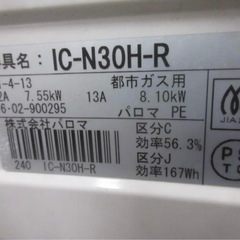 具名： IC-N30H-R
-4-13 都市ガス用
2A 7.55kW 13A 8.10kW
6-02-900295 パロマ PE
株式会社パロマ 区分C
効率56.3%
区分J
240 IC-N30H-R 効率167Wh
JIA
PS